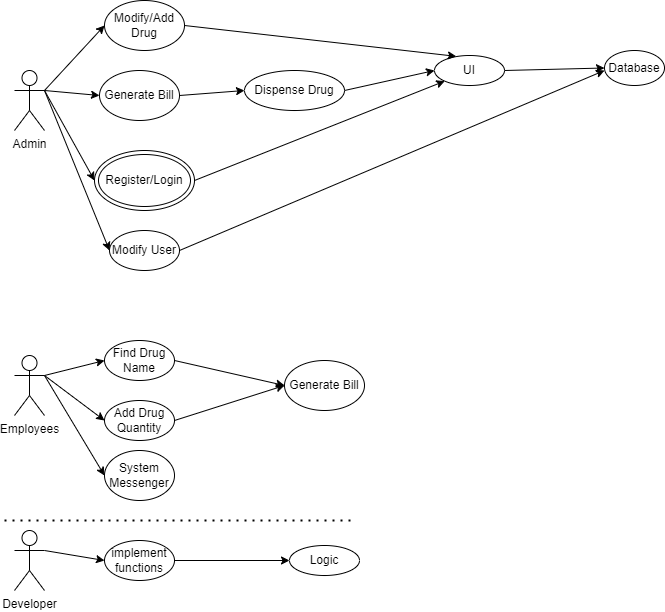 Modify/Add
Drug
UI
Database
Generate Bill
Dispense Drug
Admin
Register/Login
Modify User
Find Drug
Name
Generate Bill
Add Drug
Quantity
Employees
System
Messenger
implement
functions
Logic
Developer